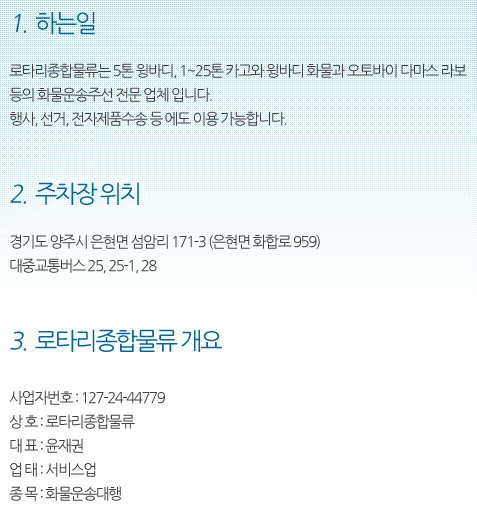 1. 하는일
로타리종합물류는 5톤 윙바디, 1~25톤 카고와 윙바디 화물과 오토바이 다마스 라보
등의 화물운송주선 전문 업체 입니다.
행사, 선거, 전자제품수송 등 에도 이용 가능합니다.
2. 주차장 위치
경기도 양주시 은현면 섬암리 171-3 (은현면 화합로 959)
대중교통버스 25, 25-1, 28
3. 로타리종합물류 개요
사업자번호 : 127-24-44779
상 호 : 로타리종합물류
대 표 : 윤재권
업 태 : 서비스업
종 목 : 화물운송대행